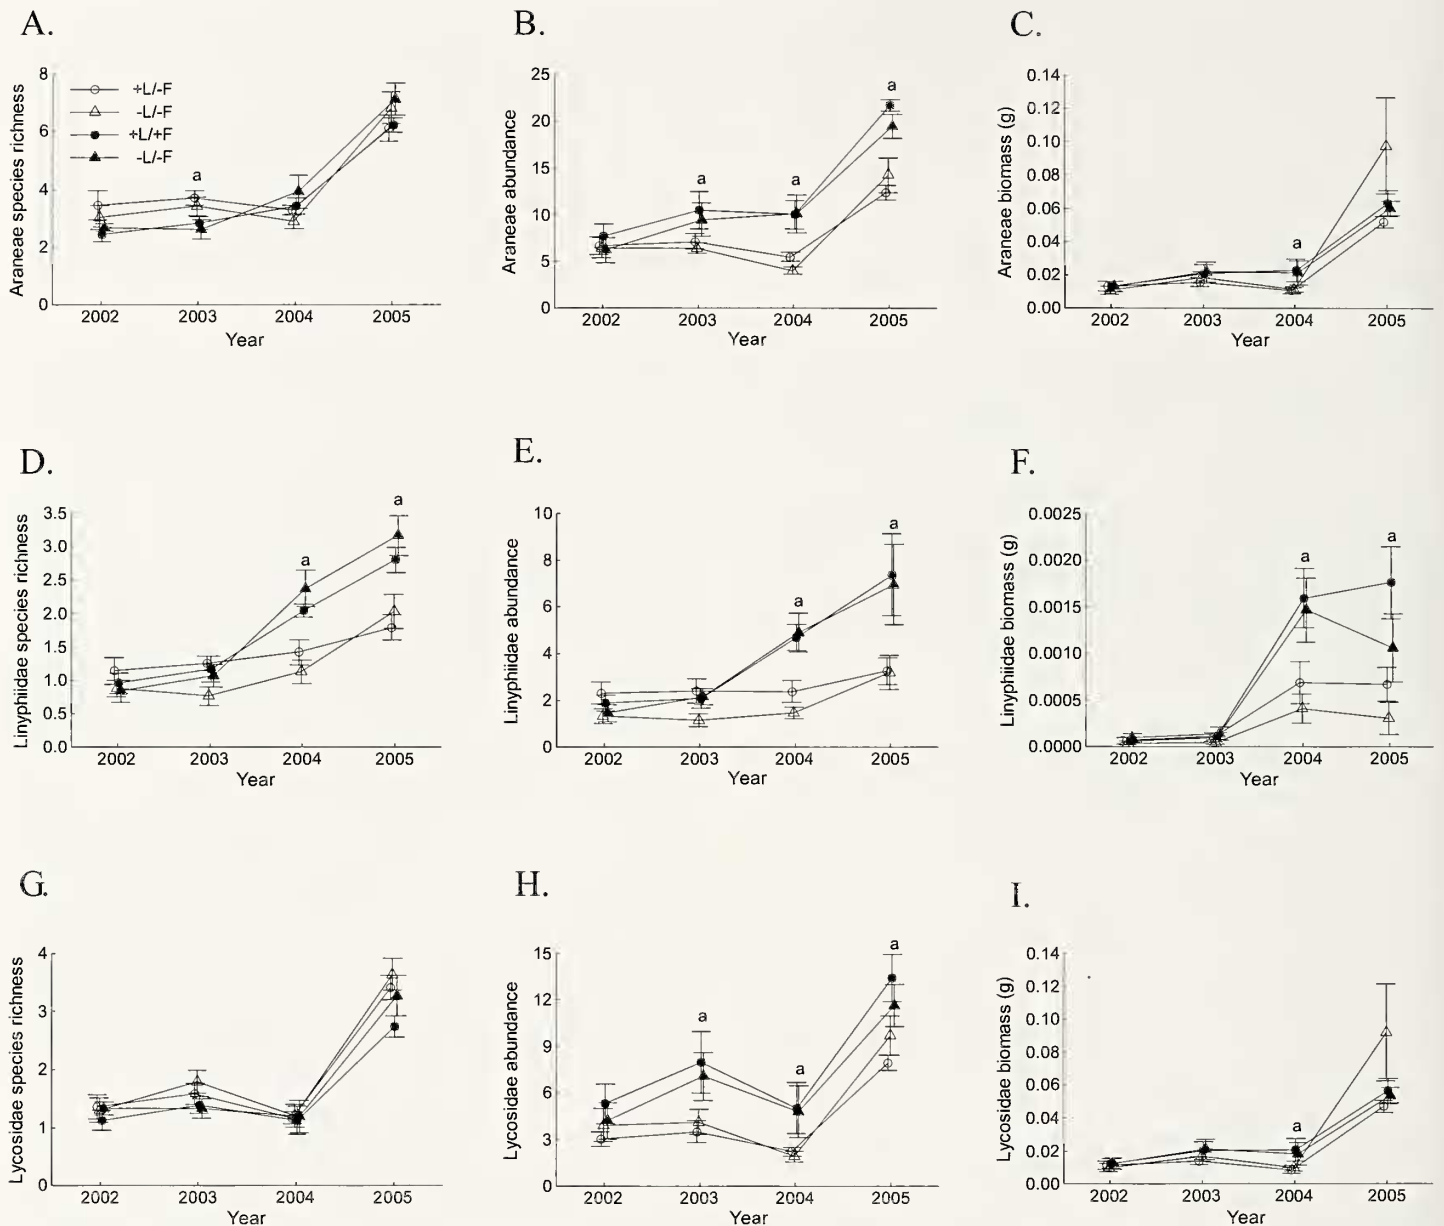 A.
Araneae species richness
8
6
4
2
0
÷L/-F
-L/-F
÷L/+F
-L/-F
a
2002 2003 2004 2005
Year
B.
Araneae abundance
25
20
15
10
5
0
a a a
2002 2003 2004 2005
Year
C.
Araneae biomass (g)
0.14
0.12
0.10
0.08
0.06
0.04
0.02
0.00
a
2002 2003 2004 2005
Year
D.
Linyphiidae species richness
3.5
3.0
2.5
2.0
1.5
1.0
0.5
0.0
a a
2002 2003 2004 2005
Year
E.
Linyphiidae abundance
10
8
6
4
2
0
a a
2002 2003 2004 2005
Year
F.
Linyphiidae biomass (g)
0.0025
0.0020
0.0015
0.0010
0.0005
0.0000
a a
2002 2003 2004 2005
Year
G.
Lycosidae species richness
4
3
2
1
0
2002 2003 2004 2005
Year
H.
Lycosidae abundance
15
12
9
6
3
0
a a a
2002 2003 2004 2005
Year
I.
Lycosidae biomass (g)
0.14
0.12
0.10
0.08
0.06
0.04
0.02
0.00
a
2002 2003 2004 2005
Year